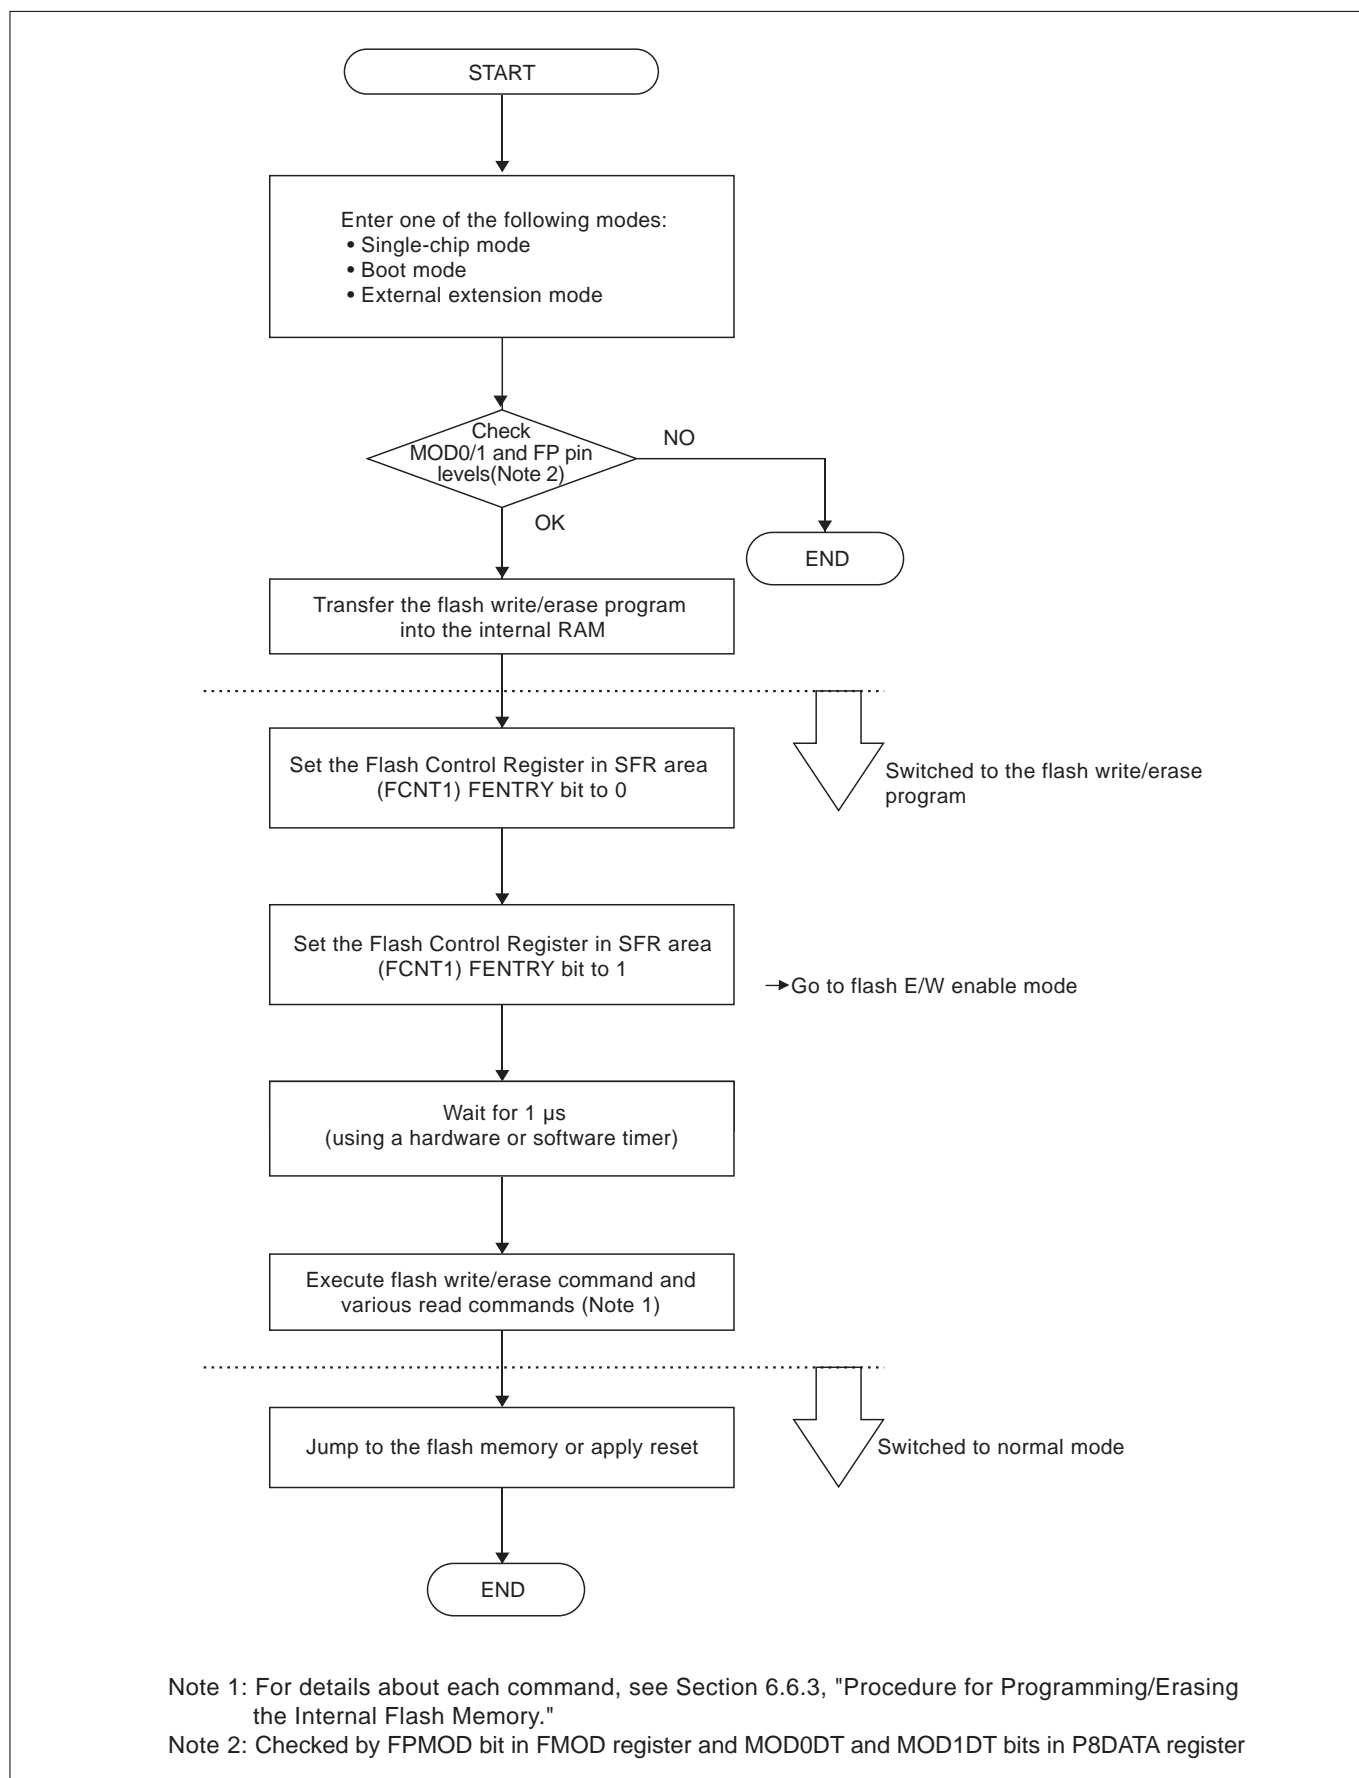 START
Enter one of the following modes:
• Single-chip mode
• Boot mode
• External extension mode
Check
MOD0/1 and FP pin
levels(Note 2)
NO
OK
END
Transfer the flash write/erase program
into the internal RAM
Set the Flash Control Register in SFR area
(FCNT1) FENTRY bit to 0
Switched to the flash write/erase
program
Set the Flash Control Register in SFR area
(FCNT1) FENTRY bit to 1
Go to flash E/W enable mode
Wait for 1 µs
(using a hardware or software timer)
Execute flash write/erase command and
various read commands (Note 1)
Jump to the flash memory or apply reset
Switched to normal mode
END
Note 1: For details about each command, see Section 6.6.3, "Procedure for Programming/Erasing
the Internal Flash Memory."
Note 2: Checked by FPMOD bit in FMOD register and MOD0DT and MOD1DT bits in P8DATA register